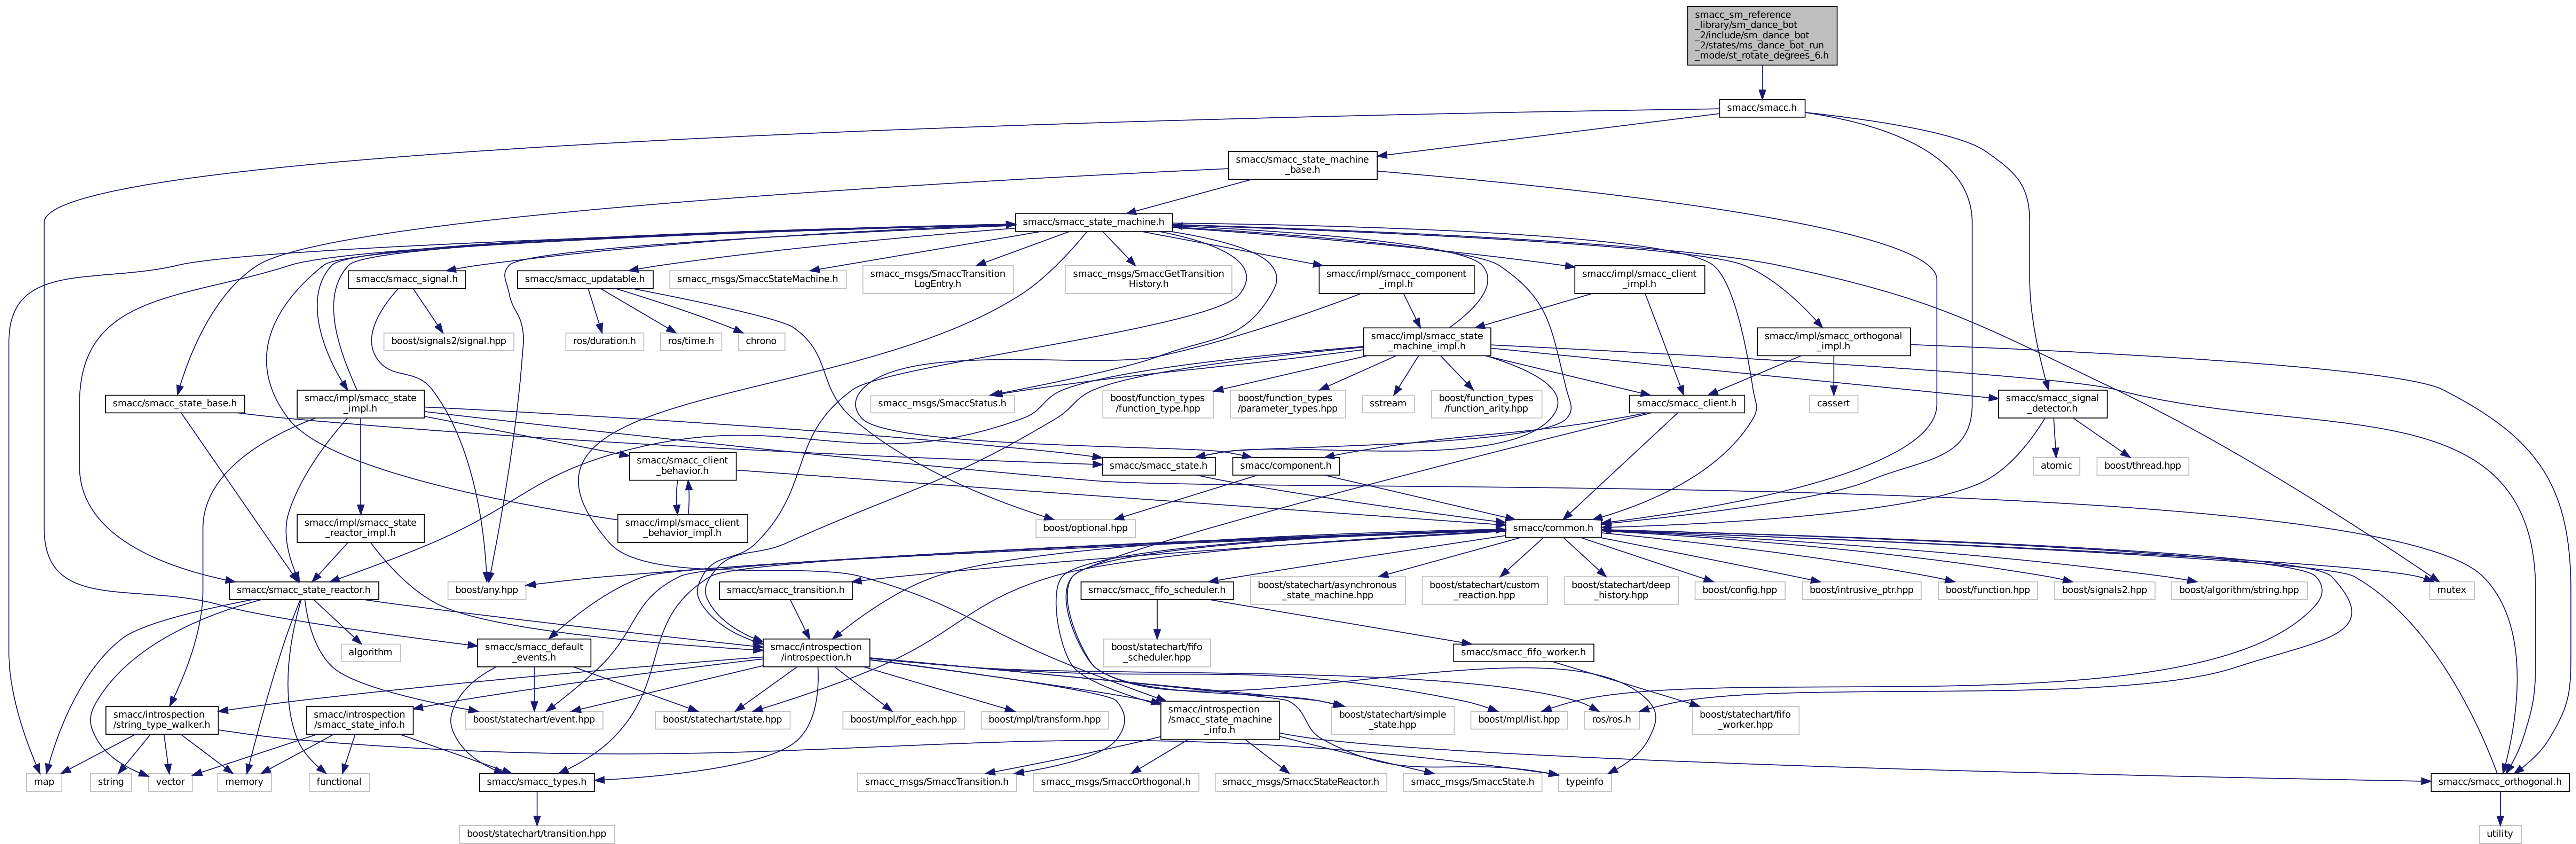 smacc_sm_reference
_library/sm_dance_bot
_2/include/sm_dance_bot
_2/states/ms_dance_bot_run
_mode/st_rotate_degrees_6.h
smacc/smacc.h
smacc/smacc_state_machine
_base.h
smacc/smacc_state_machine.h
smacc/smacc_signal.h
smacc/smacc_updatable.h
smacc_msgs/SmaccStateMachine.h
smacc_msgs/SmaccTransition
LogEntry.h
smacc_msgs/SmaccGetTransition
History.h
smacc/impl/smacc_component
_impl.h
smacc/impl/smacc_client
_impl.h
boost/signals2/signal.hpp
ros/duration.h
ros/time.h
chrono
smacc/impl/smacc_state
_machine_impl.h
smacc/impl/smacc_orthogonal
_impl.h
smacc/smacc_state_base.h
smacc/impl/smacc_state
_impl.h
smacc_msgs/SmaccStatus.h
boost/function_types
/function_type.hpp
boost/function_types
/parameter_types.hpp
sstream
boost/function_types
/function_arity.hpp
smacc/smacc_client.h
cassert
smacc/smacc_signal
_detector.h
smacc/smacc_client
_behavior.h
smacc/smacc_state.h
smacc/component.h
atomic
boost/thread.hpp
smacc/impl/smacc_state
_reactor_impl.h
smacc/impl/smacc_client
_behavior_impl.h
boost/optional.hpp
smacc/common.h
smacc/smacc_state_reactor.h
boost/any.hpp
smacc/smacc_transition.h
smacc/smacc_fifo_scheduler.h
boost/statechart/asynchronous
_state_machine.hpp
boost/statechart/custom
_reaction.hpp
boost/statechart/deep
_history.hpp
boost/config.hpp
boost/intrusive_ptr.hpp
boost/function.hpp
boost/signals2.hpp
boost/algorithm/string.hpp
mutex
algorithm
smacc/smacc_default
_events.h
smacc/introspection
/introspection.h
boost/statechart/fifo
_scheduler.hpp
smacc/smacc_fifo_worker.h
smacc/introspection
/string_type_walker.h
smacc/introspection
/smacc_state_info.h
boost/statechart/event.hpp
boost/statechart/state.hpp
boost/mpl/for_each.hpp
boost/mpl/transform.hpp
smacc/introspection
/smacc_state_machine
_info.h
boost/statechart/simple
_state.hpp
boost/mpl/list.hpp
ros/ros.h
boost/statechart/fifo
_worker.hpp
map
string
vector
memory
functional
smacc/smacc_types.h
smacc_msgs/SmaccTransition.h
smacc_msgs/SmaccOrthogonal.h
smacc_msgs/SmaccStateReactor.h
smacc_msgs/SmaccState.h
typeinfo
smacc/smacc_orthogonal.h
boost/statechart/transition.hpp
utility